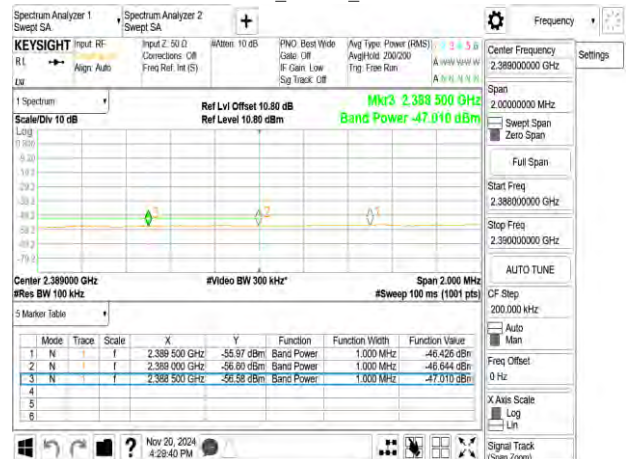 Spectrum Analyzer 1
Swept SA
Spectrum Analyzer 2
Swept SA
+
Frequency
Settings
KEYSIGHT
RL
Input: RF
Align: Auto
Input Z: 50 Ω
Corrections: Off
Freq Ref: Int (S)
#Atten: 10 dB
PNO: Best Wide
Gate: Off
IF Gain: Low
Sig Track: Off
Avg Type: Power (RMS)
Avg|Hold: 200/200
Trig: Free Run
1 Spectrum
Scale/Div 10 dB
Log
Ref Lvl Offset 10.80 dB
Ref Level 10.80 dBm
Mkr3 2.388 500 GHz
Band Power -47.010 dBm
3
2
1
Center 2.389000 GHz
#Res BW 100 kHz
#Video BW 300 kHz*
Span 2.000 MHz
#Sweep 100 ms (1001 pts)
5 Marker Table
Mode Trace Scale X Y Function Function Width Function Value
1 N 1 f 2.389 500 GHz -55.97 dBm Band Power 1.000 MHz -46.426 dBm
2 N 1 f 2.389 000 GHz -56.60 dBm Band Power 1.000 MHz -46.644 dBm
3 N 1 f 2.388 500 GHz -56.58 dBm Band Power 1.000 MHz -47.010 dBm
4
5
6
Nov 20, 2024
4:29:40 PM
Center Frequency
2.389000000 GHz
Span
2.00000000 MHz
Swept Span
Zero Span
Full Span
Start Freq
2.388000000 GHz
Stop Freq
2.390000000 GHz
AUTO TUNE
CF Step
200.000 kHz
Auto
Man
Freq Offset
0 Hz
X Axis Scale
Log
Lin
Signal Track
(Span Zoom)